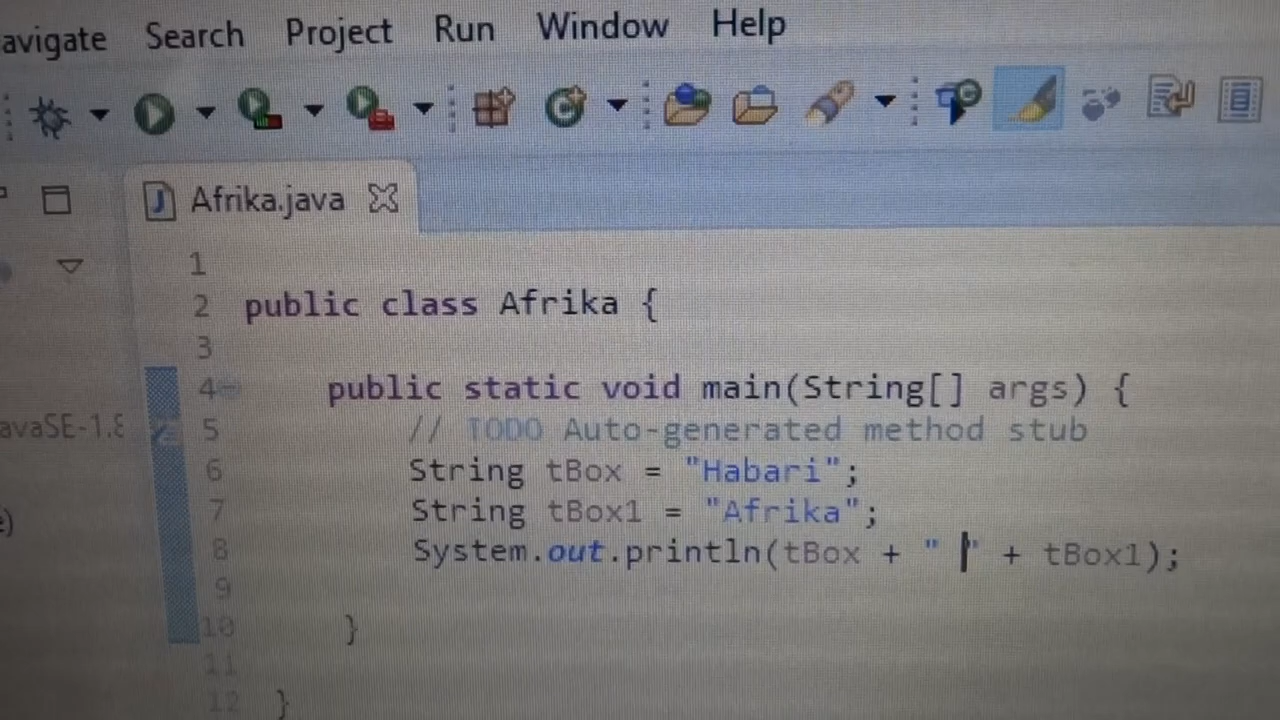 avigate Search Project Run Window Help
Afrika.java
1
2 public class Afrika {
3
4 public static void main(String[] args) {
avaSE-1.8
5 // TODO Auto-generated method stub
6 String tBox = "Habari";
7 String tBox1 = "Afrika";
8 System.out.println(tBox + " " + tBox1);
9
10 }
11
12 }